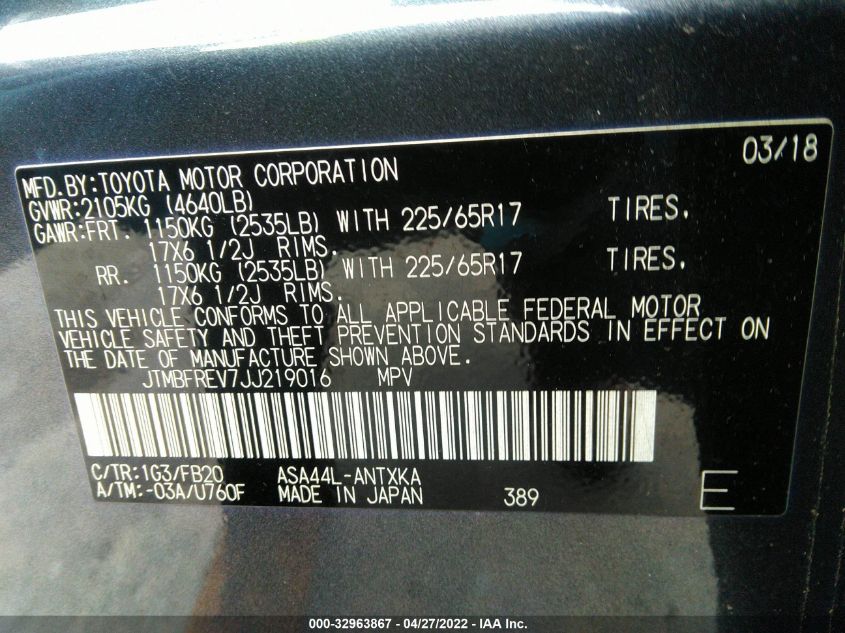 03/18
MFD.BY:TOYOTA MOTOR CORPORATION
GVWR:2105KG (4640LB)
GAWR:FRT. 1150KG (2535LB) WITH 225/65R17 TIRES.
17X6 1/2J RIMS.
RR. 1150KG (2535LB) WITH 225/65R17 TIRES.
17X6 1/2J RIMS.
THIS VEHICLE CONFORMS TO ALL APPLICABLE FEDERAL MOTOR
VEHICLE SAFETY AND THEFT PREVENTION STANDARDS IN EFFECT ON
THE DATE OF MANUFACTURE SHOWN ABOVE.
JTMBFREV7JJ219016 MPV
C/TR:1G3/FB20 ASA44L-ANTXKA
A/TM:-03A/U760F MADE IN JAPAN 389 E
000-32963867 - 04/27/2022 - IAA Inc.